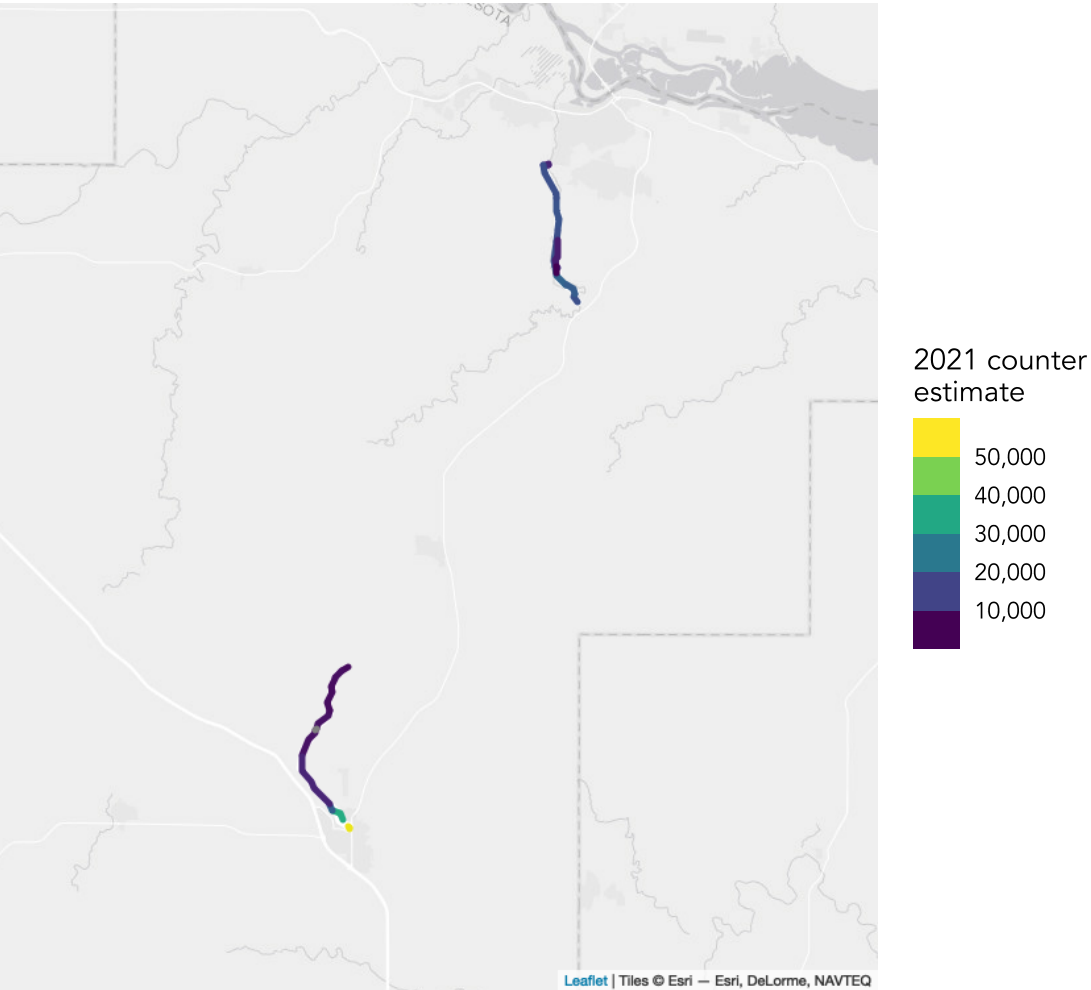 2021 counter
estimate
50,000
40,000
30,000
20,000
10,000
Leaflet | Tiles © Esri — Esri, DeLorme, NAVTEQ